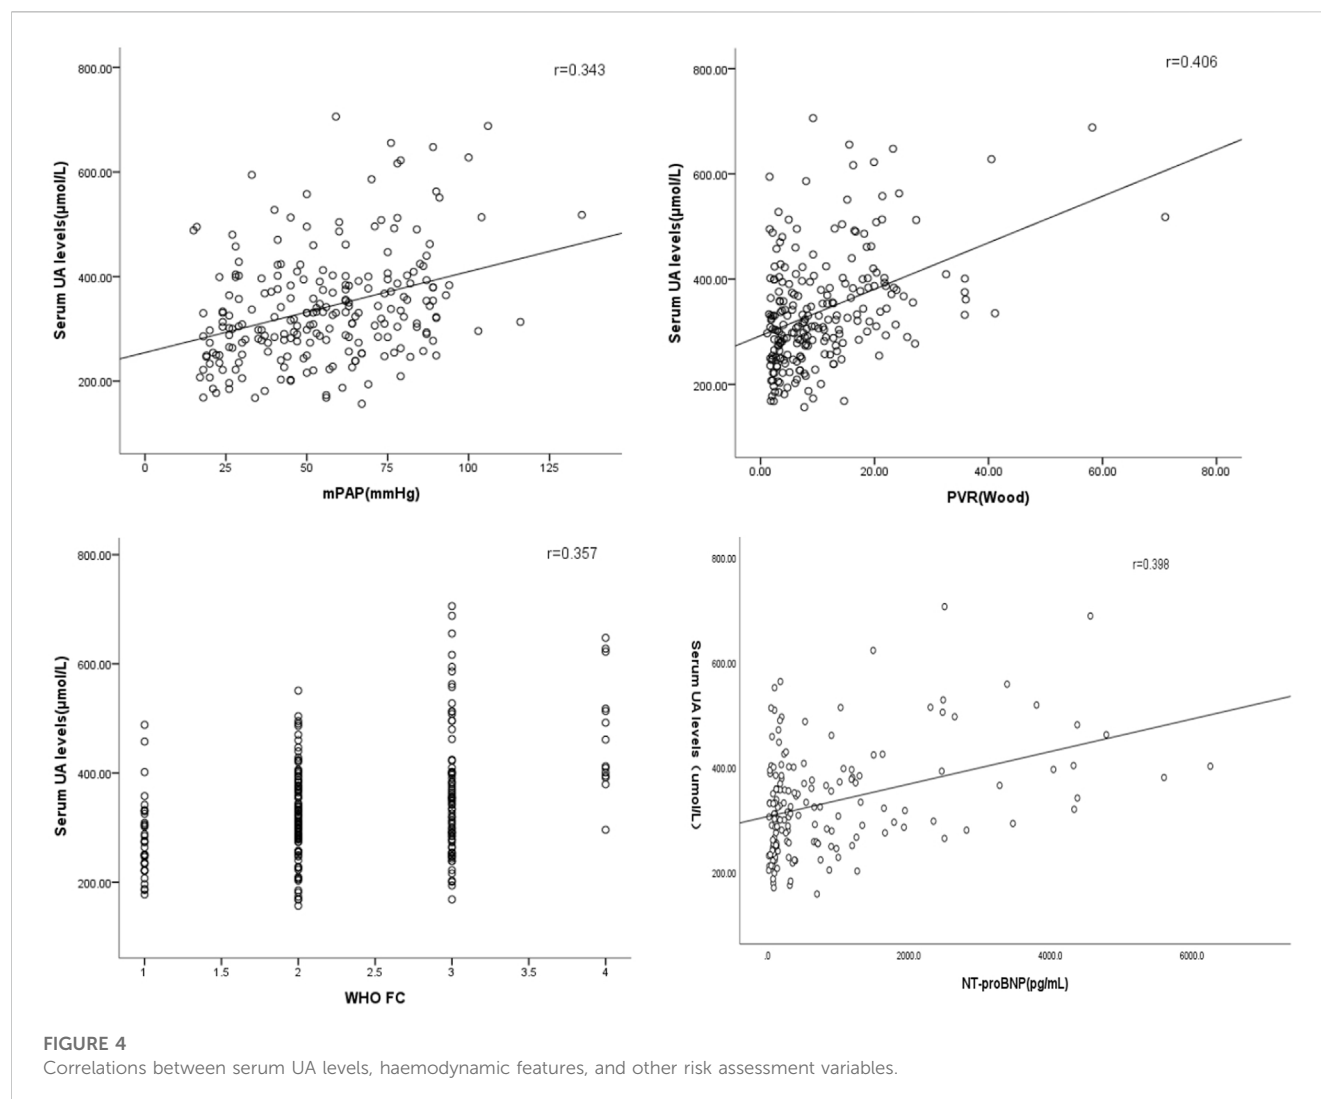 r=0.343
800.00
600.00
400.00
200.00
Serum UA levels(μmol/L)
0 25 50 75 100 125
mPAP(mmHg)
r=0.406
800.00
600.00
400.00
200.00
Serum UA levels(μmol/L)
0.00 20.00 40.00 60.00 80.00
PVR(Wood)
r=0.357
800.00
600.00
400.00
200.00
Serum UA levels(μmol/L)
1 1.5 2 2.5 3 3.5 4
WHO FC
r=0.398
800.00
600.00
400.00
200.00
Serum UA levels（umol/L）
.0 2000.0 4000.0 6000.0
NT-proBNP(pg/mL)
FIGURE 4
Correlations between serum UA levels, haemodynamic features, and other risk assessment variables.